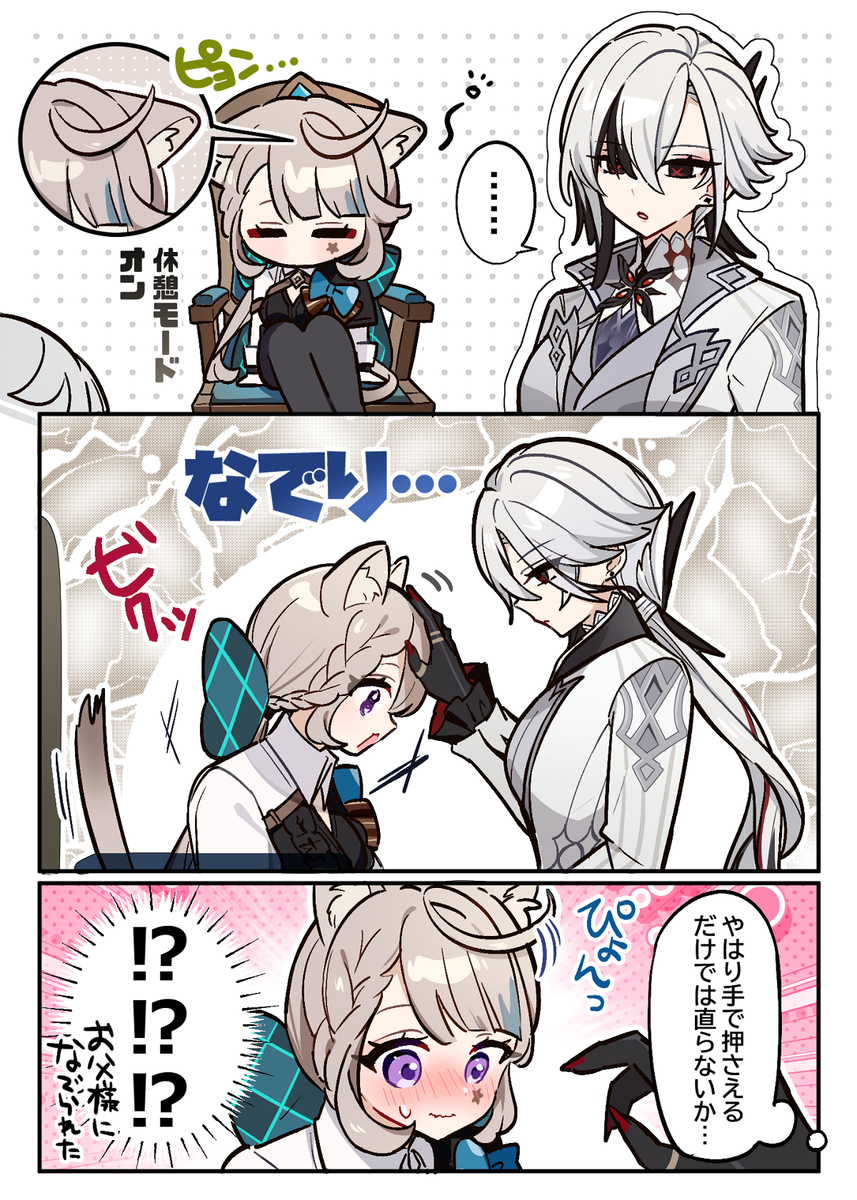 ピョン…
……
休憩モード
オン
なでり…
ビクッ
ぴょんっ
やはり手で押さえる
だけでは直らないか…
!?
!?
!?
お父様に
なでられた